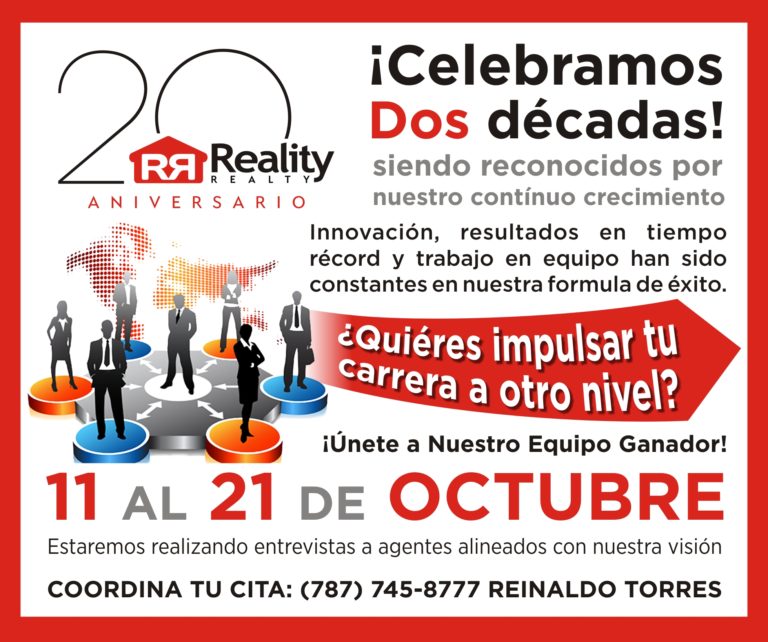 20
RR Reality
REALTY
ANIVERSARIO
¡Celebramos
Dos décadas!
siendo reconocidos por
nuestro contínuo crecimiento
Innovación, resultados en tiempo
récord y trabajo en equipo han sido
constantes en nuestra formula de éxito.
¿Quiéres impulsar tu
carrera a otro nivel?
¡Únete a Nuestro Equipo Ganador!
11 AL 21 DE OCTUBRE
Estaremos realizando entrevistas a agentes alineados con nuestra visión
COORDINA TU CITA: (787) 745-8777 REINALDO TORRES